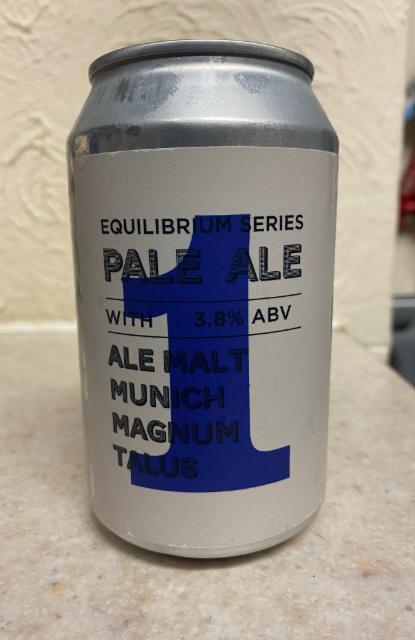 EQUILIBRIUM SERIES
PALE ALE
WITH 3.8% ABV
ALE MALT
MUNICH
MAGNUM
TALUS
1